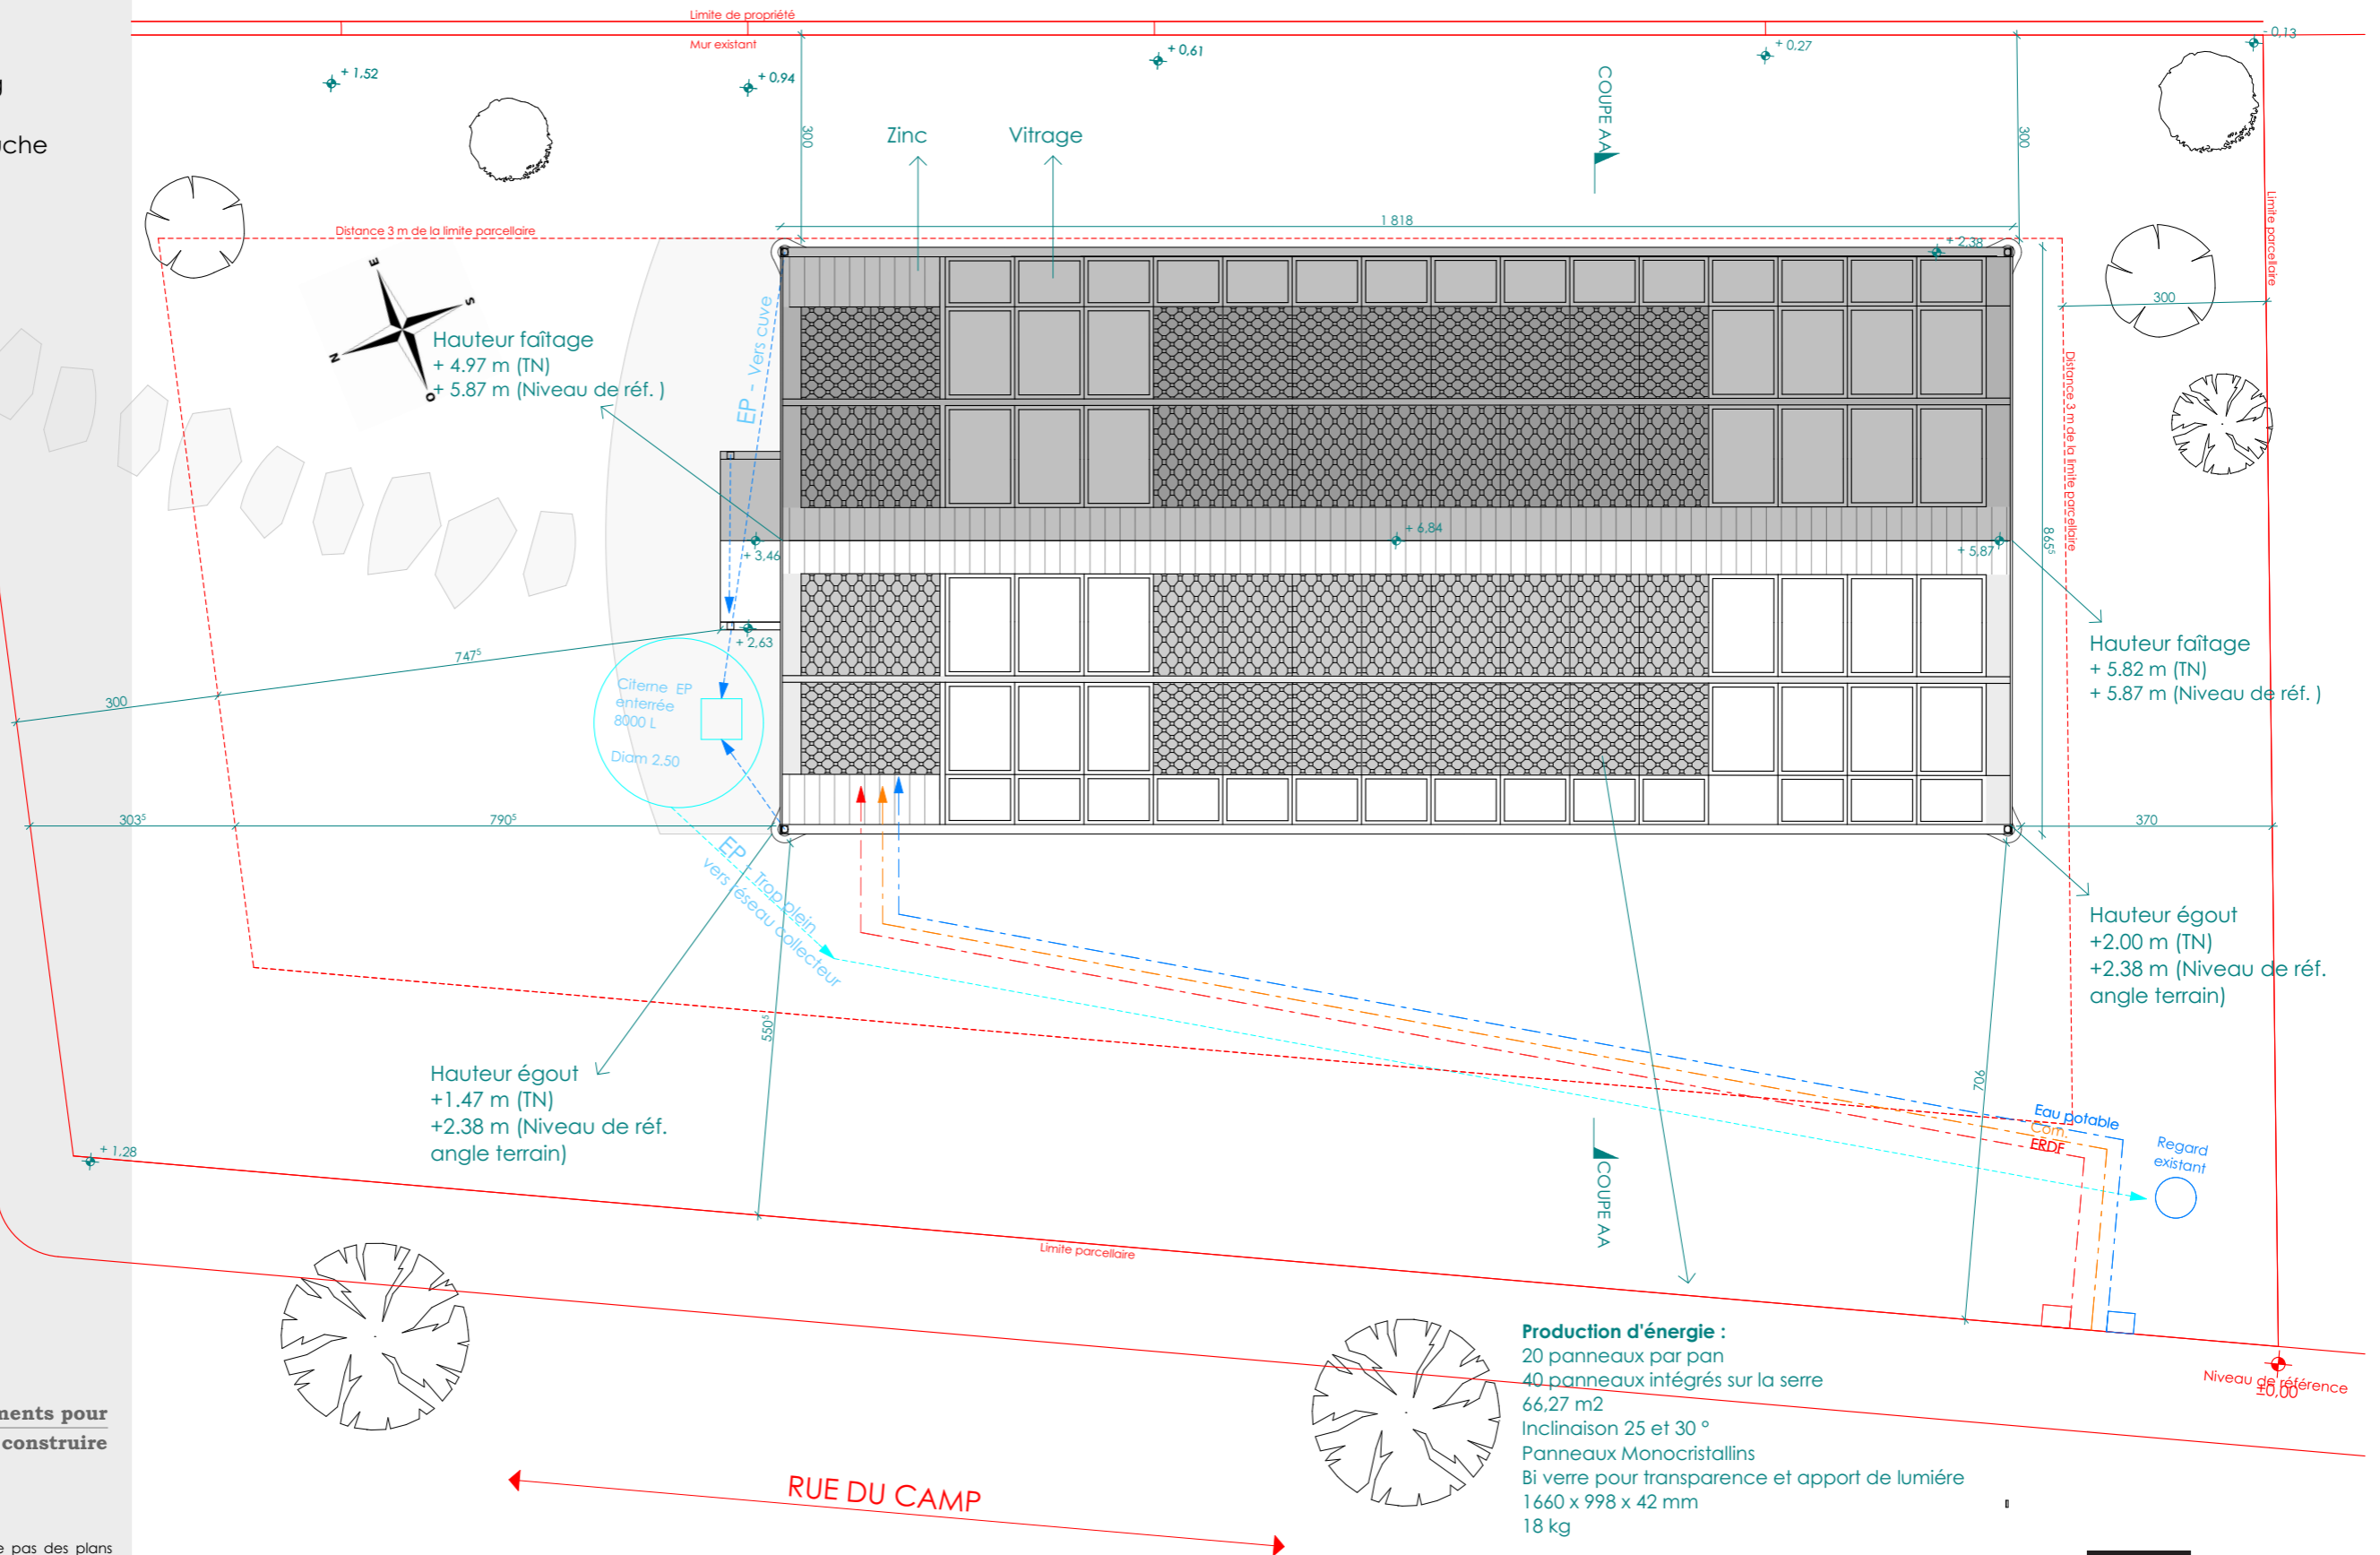 Limite de propriété
Mur existant
+ 1,52
+ 0,94
+ 0,61
+ 0,27
- 0,13
COUPE AA
300
300
Zinc
Vitrage
Limite parcellaire
1 818
Distance 3 m de la limite parcellaire
+ 2.38
300
E
S
N
O
EP - Vers cuve
Hauteur faîtage
+ 4.97 m (TN)
+ 5.87 m (Niveau de réf. )
Distance 3 m de la limite parcellaire
+ 3,46
+ 6.84
+ 5,87
865⁵
+ 2,63
747⁵
300
Hauteur faîtage
+ 5.82 m (TN)
+ 5.87 m (Niveau de réf. )
Citerne EP
enterrée
8000 L
Diam 2.50
303⁵
790⁵
370
EP - Trop plein
vers réseau collecteur
Hauteur égout
+2.00 m (TN)
+2.38 m (Niveau de réf.
angle terrain)
550⁵
706
Hauteur égout
+1.47 m (TN)
+2.38 m (Niveau de réf.
angle terrain)
+ 1,28
Eau potable
Com.
ERDF
Regard
existant
COUPE AA
Limite parcellaire
Production d'énergie :
20 panneaux par pan
40 panneaux intégrés sur la serre
66,27 m2
Inclinaison 25 et 30 °
Panneaux Monocristallins
Bi verre pour transparence et apport de lumiére
1660 x 998 x 42 mm
18 kg
Niveau de référence
±0,00
RUE DU CAMP
construire
pas des plans